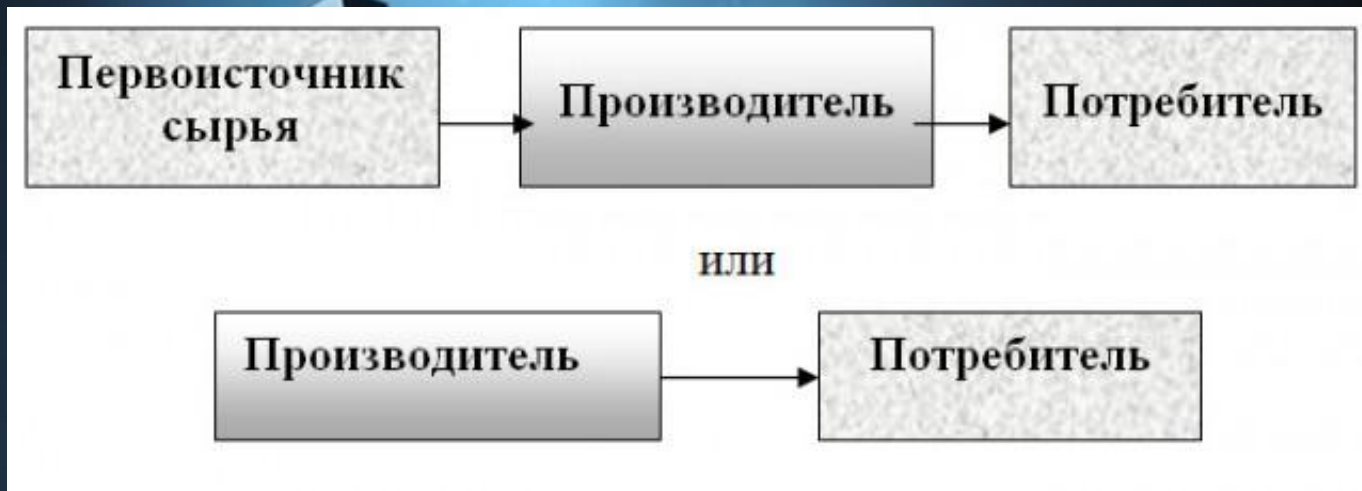 Первоисточник
сырья
Производитель
Потребитель
или
Производитель
Потребитель